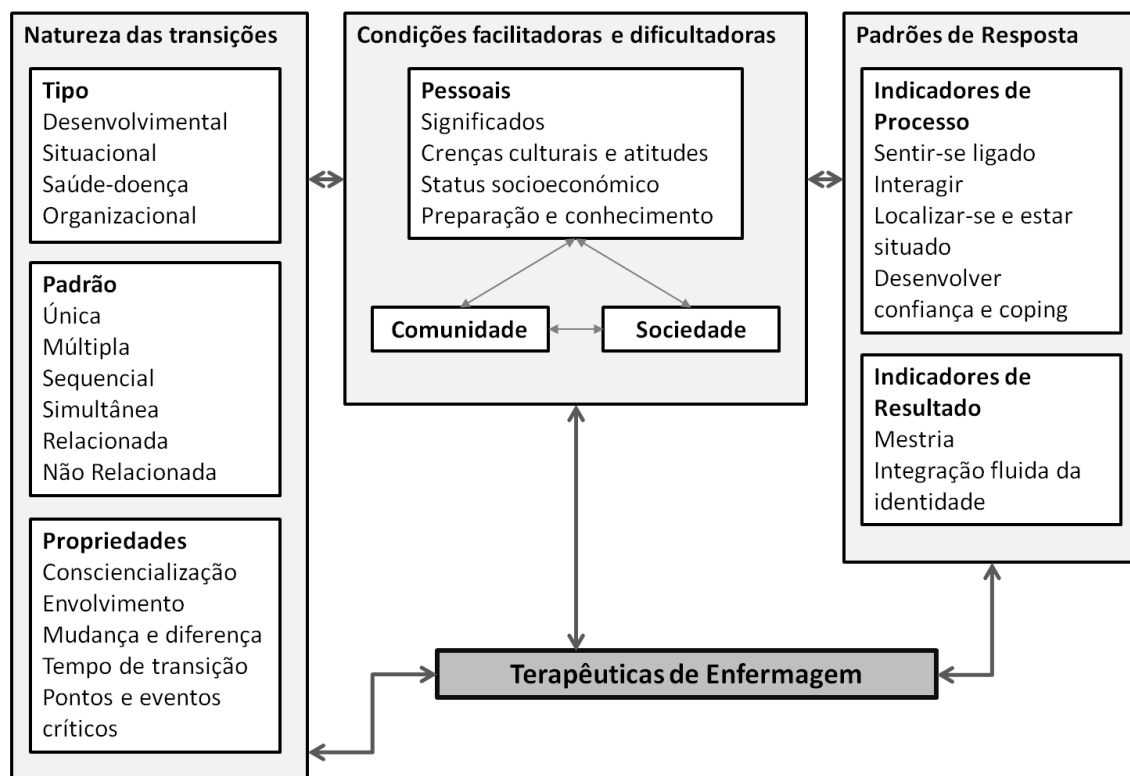 Natureza das transições
Tipo
Desenvolvimental
Situacional
Saúde-doença
Organizacional
Padrão
Única
Múltipla
Sequencial
Simultânea
Relacionada
Não Relacionada
Propriedades
Consciencialização
Envolvimento
Mudança e diferença
Tempo de transição
Pontos e eventos
críticos
Condições facilitadoras e dificultadoras
Pessoais
Significados
Crenças culturais e atitudes
Status socioeconómico
Preparação e conhecimento
Comunidade
Sociedade
Padrões de Resposta
Indicadores de
Processo
Sentir-se ligado
Interagir
Localizar-se e estar
situado
Desenvolver
confiança e coping
Indicadores de
Resultado
Mestria
Integração fluida da
identidade
Terapêuticas de Enfermagem